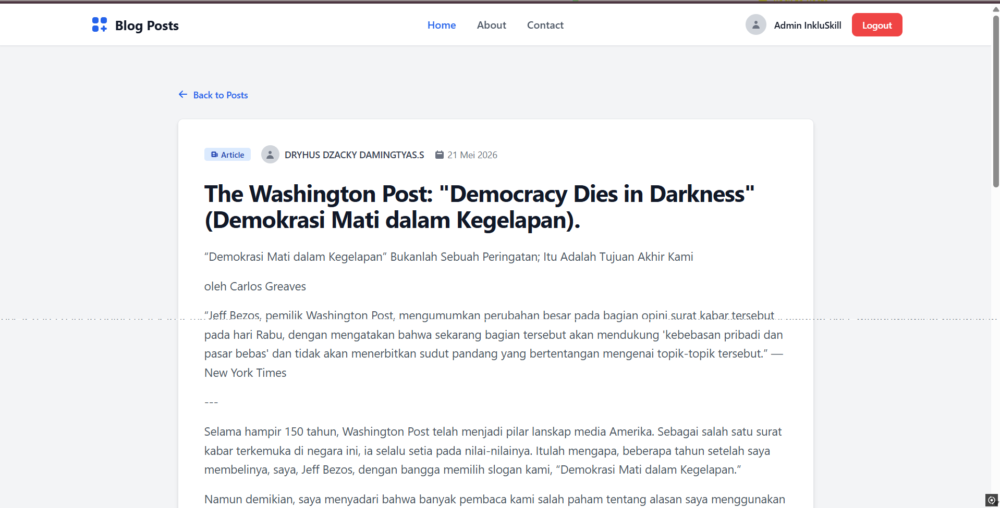 Blog Posts
Home
About
Contact
Admin InkluSkill
Logout
Back to Posts
Article
DRYHUS DZACKY DAMINGTYAS.S
21 Mei 2026
The Washington Post: "Democracy Dies in Darkness"
(Demokrasi Mati dalam Kegelapan).
“Demokrasi Mati dalam Kegelapan” Bukanlah Sebuah Peringatan; Itu Adalah Tujuan Akhir Kami
oleh Carlos Greaves
“Jeff Bezos, pemilik Washington Post, mengumumkan perubahan besar pada bagian opini surat kabar tersebut
pada hari Rabu, dengan mengatakan bahwa sekarang bagian tersebut akan mendukung 'kebebasan pribadi dan
pasar bebas' dan tidak akan menerbitkan sudut pandang yang bertentangan mengenai topik-topik tersebut.” —
New York Times
---
Selama hampir 150 tahun, Washington Post telah menjadi pilar lanskap media Amerika. Sebagai salah satu surat
kabar terkemuka di negara ini, ia selalu setia pada nilai-nilainya. Itulah mengapa, beberapa tahun setelah saya
membelinya, saya, Jeff Bezos, dengan bangga memilih slogan kami, “Demokrasi Mati dalam Kegelapan.”
Namun demikian, saya menyadari bahwa banyak pembaca kami salah paham tentang alasan saya menggunakan